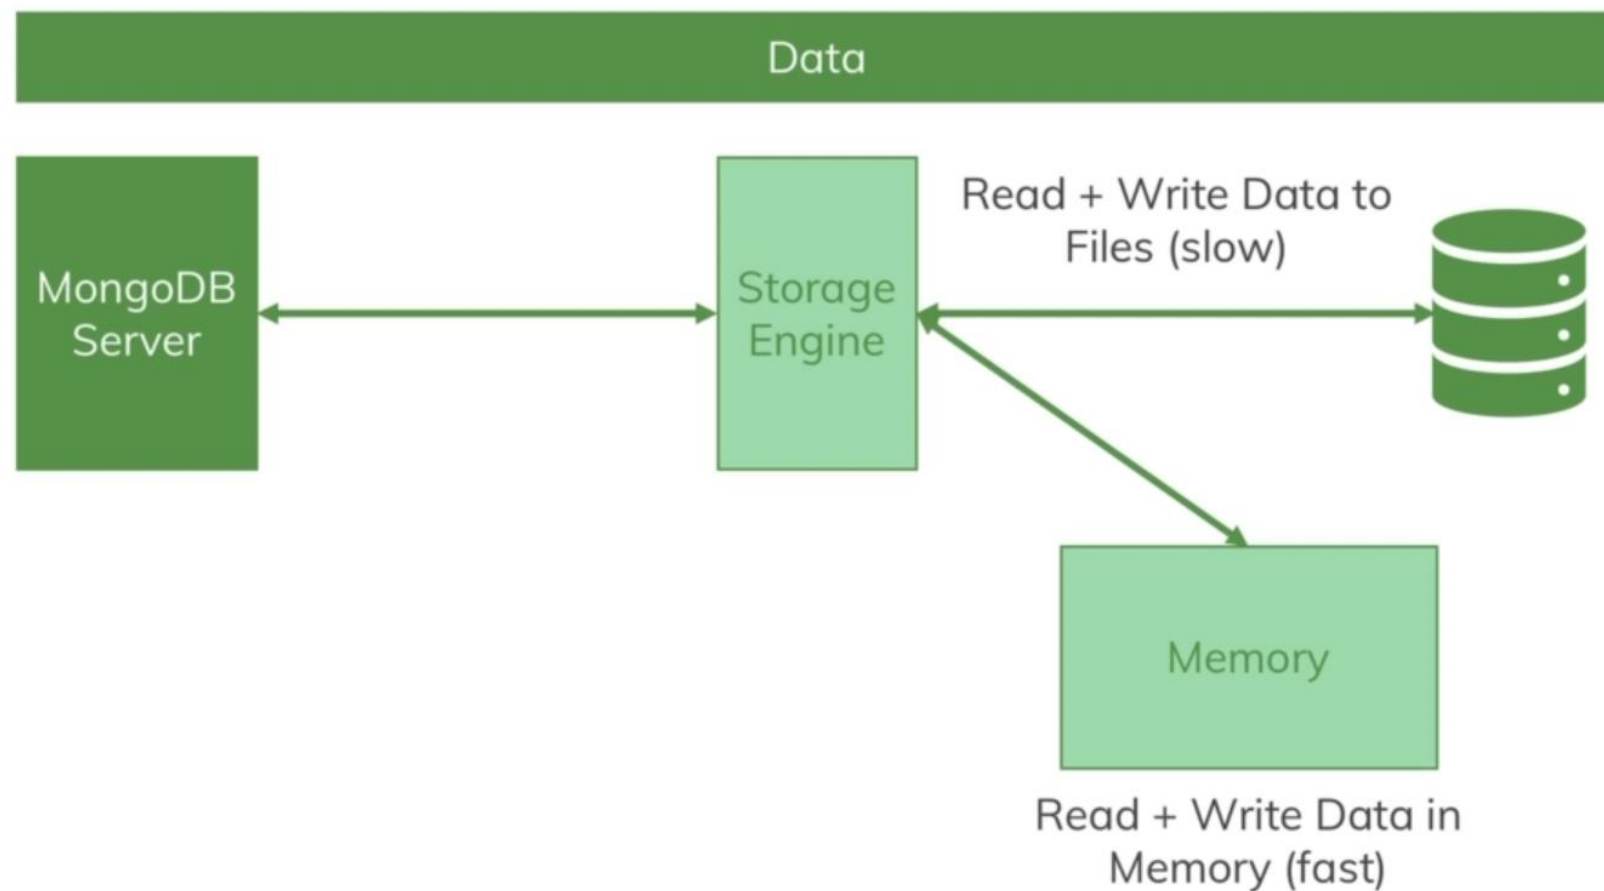 Data
MongoDB
Server
Storage
Engine
Read + Write Data to
Files (slow)
Memory
Read + Write Data in
Memory (fast)